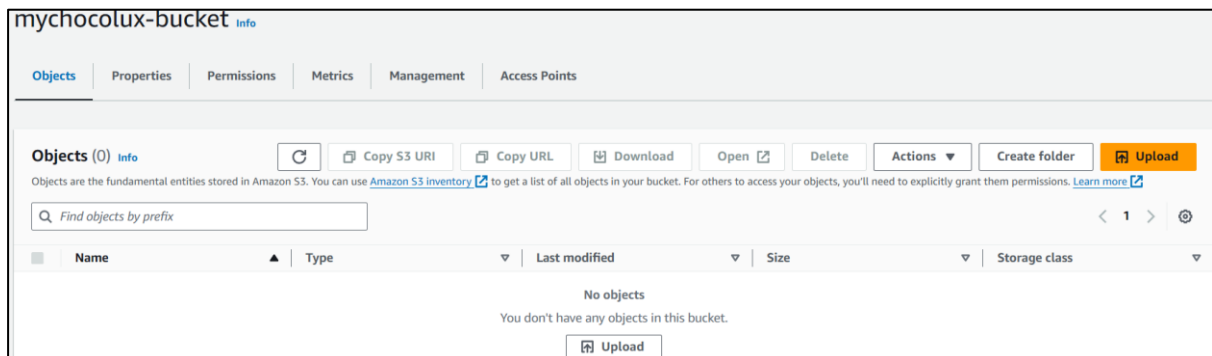 mychocolux-bucket Info
Objects Properties Permissions Metrics Management Access Points
Objects (0) Info Copy S3 URI Copy URL Download Open Delete Actions Create folder Upload
Objects are the fundamental entities stored in Amazon S3. You can use Amazon S3 inventory to get a list of all objects in your bucket. For others to access your objects, you'll need to explicitly grant them permissions. Learn more
Find objects by prefix 1
Name Type Last modified Size Storage class
No objects
You don't have any objects in this bucket.
Upload